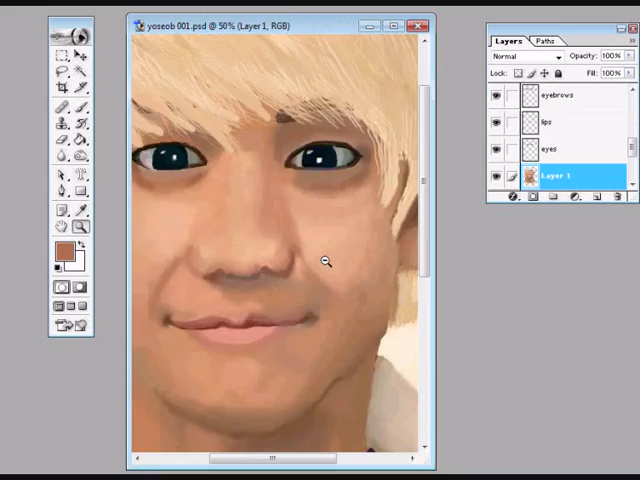 yoseob 001.psd @ 50% (Layer 1, RGB)
Layers
Paths
Normal
Opacity: 100%
Lock:
Fill: 100%
eyebrows
lips
eyes
Layer 1